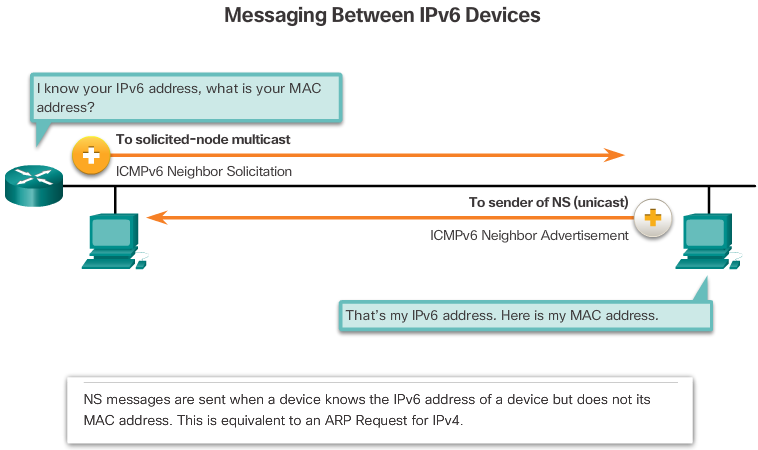 Messaging Between IPv6 Devices
I know your IPv6 address, what is your MAC
address?
To solicited-node multicast
ICMPv6 Neighbor Solicitation
To sender of NS (unicast)
ICMPv6 Neighbor Advertisement
That's my IPv6 address. Here is my MAC address.
NS messages are sent when a device knows the IPv6 address of a device but does not its
MAC address. This is equivalent to an ARP Request for IPv4.